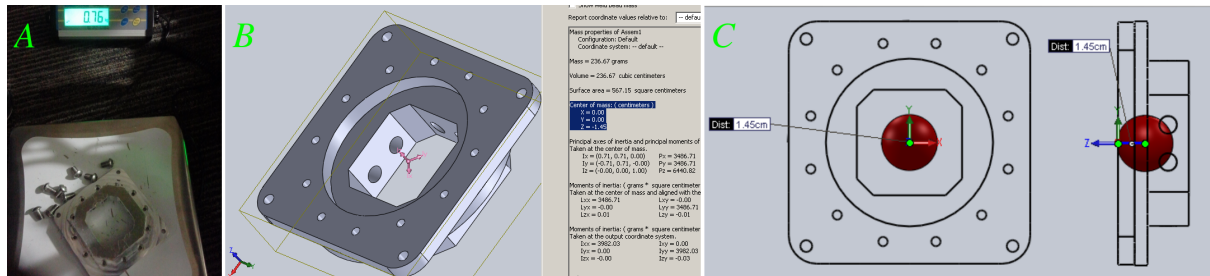 A
0.76
B
Show Weld Bead Mass
Report coordinate values relative to:
-- defau
Mass properties of Assem1
Configuration: Default
Coordinate system: -- default --
Mass = 236.67 grams
Volume = 236.67 cubic centimeters
Surface area = 567.15 square centimeters
Center of mass: ( centimeters )
X = 0.00
Y = 0.00
Z = -1.45
Principal axes of inertia and principal moments of
Taken at the center of mass.
Ix = (0.71, 0.71, 0.00) Px = 3486.71
Iy = (-0.71, 0.71, -0.00) Py = 3486.71
Iz = (-0.00, 0.00, 1.00) Pz = 6440.82
Moments of inertia: ( grams * square centimeter
Taken at the center of mass and aligned with the
Lxx = 3486.71 Lxy = -0.00
Lyx = -0.00 Lyy = 3486.71
Lzx = 0.01 Lzy = -0.01
Moments of inertia: ( grams * square centimeter
Taken at the output coordinate system.
Ixx = 3982.03 Ixy = 0.00
Iyx = 0.00 Iyy = 3982.03
Izx = -0.00 Izy = -0.03
C
Dist: 1.45cm
Y
X
Dist: 1.45cm
Y
Z